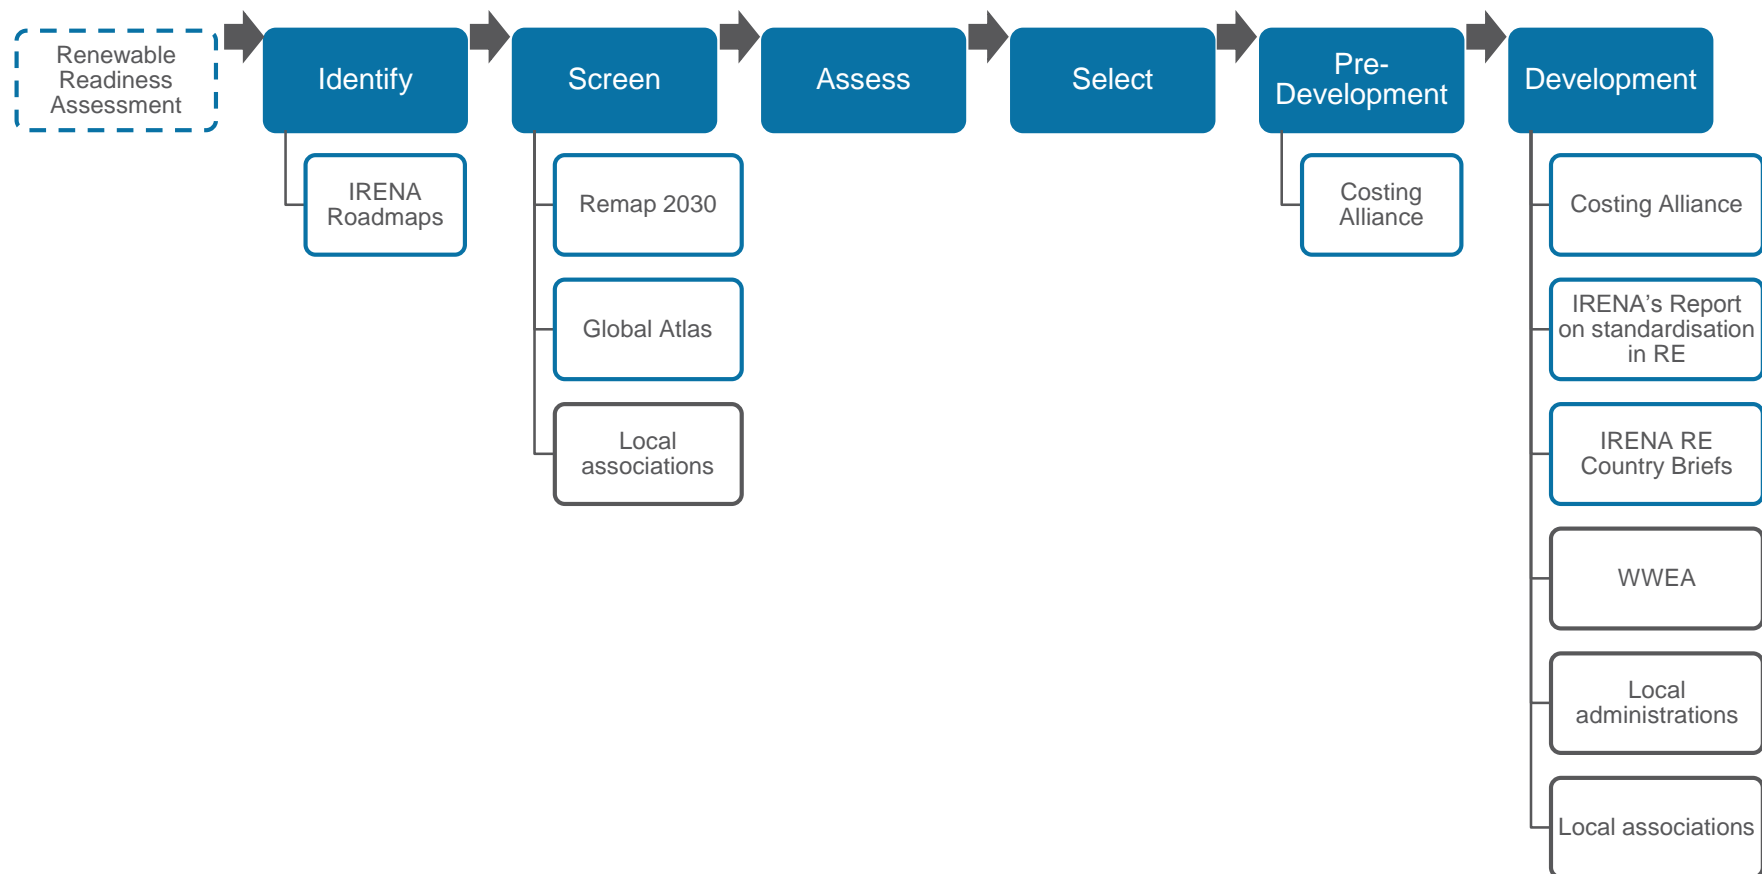 Renewable
Readiness
Assessment
Identify
Screen
Assess
Select
Pre-
Development
Development
IRENA
Roadmaps
Remap 2030
Global Atlas
Local
associations
Costing
Alliance
Costing Alliance
IRENA’s Report
on standardisation
in RE
IRENA RE
Country Briefs
WWEA
Local
administrations
Local associations